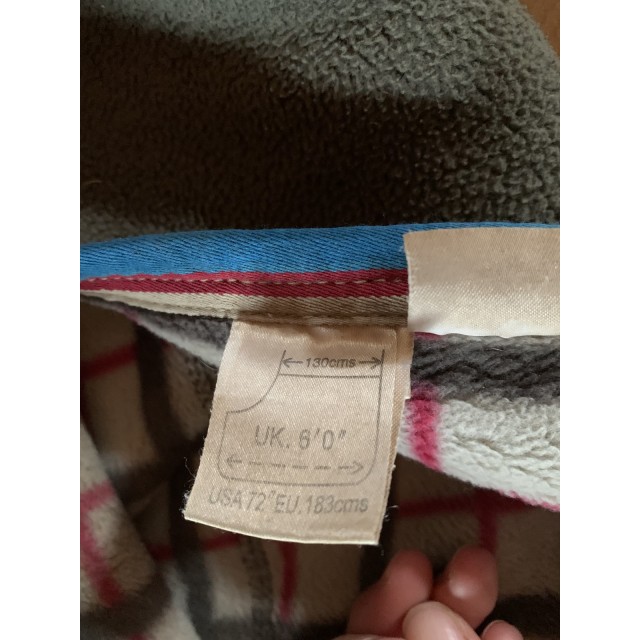 130cms
UK. 6'0"
USA 72" EU. 183cms